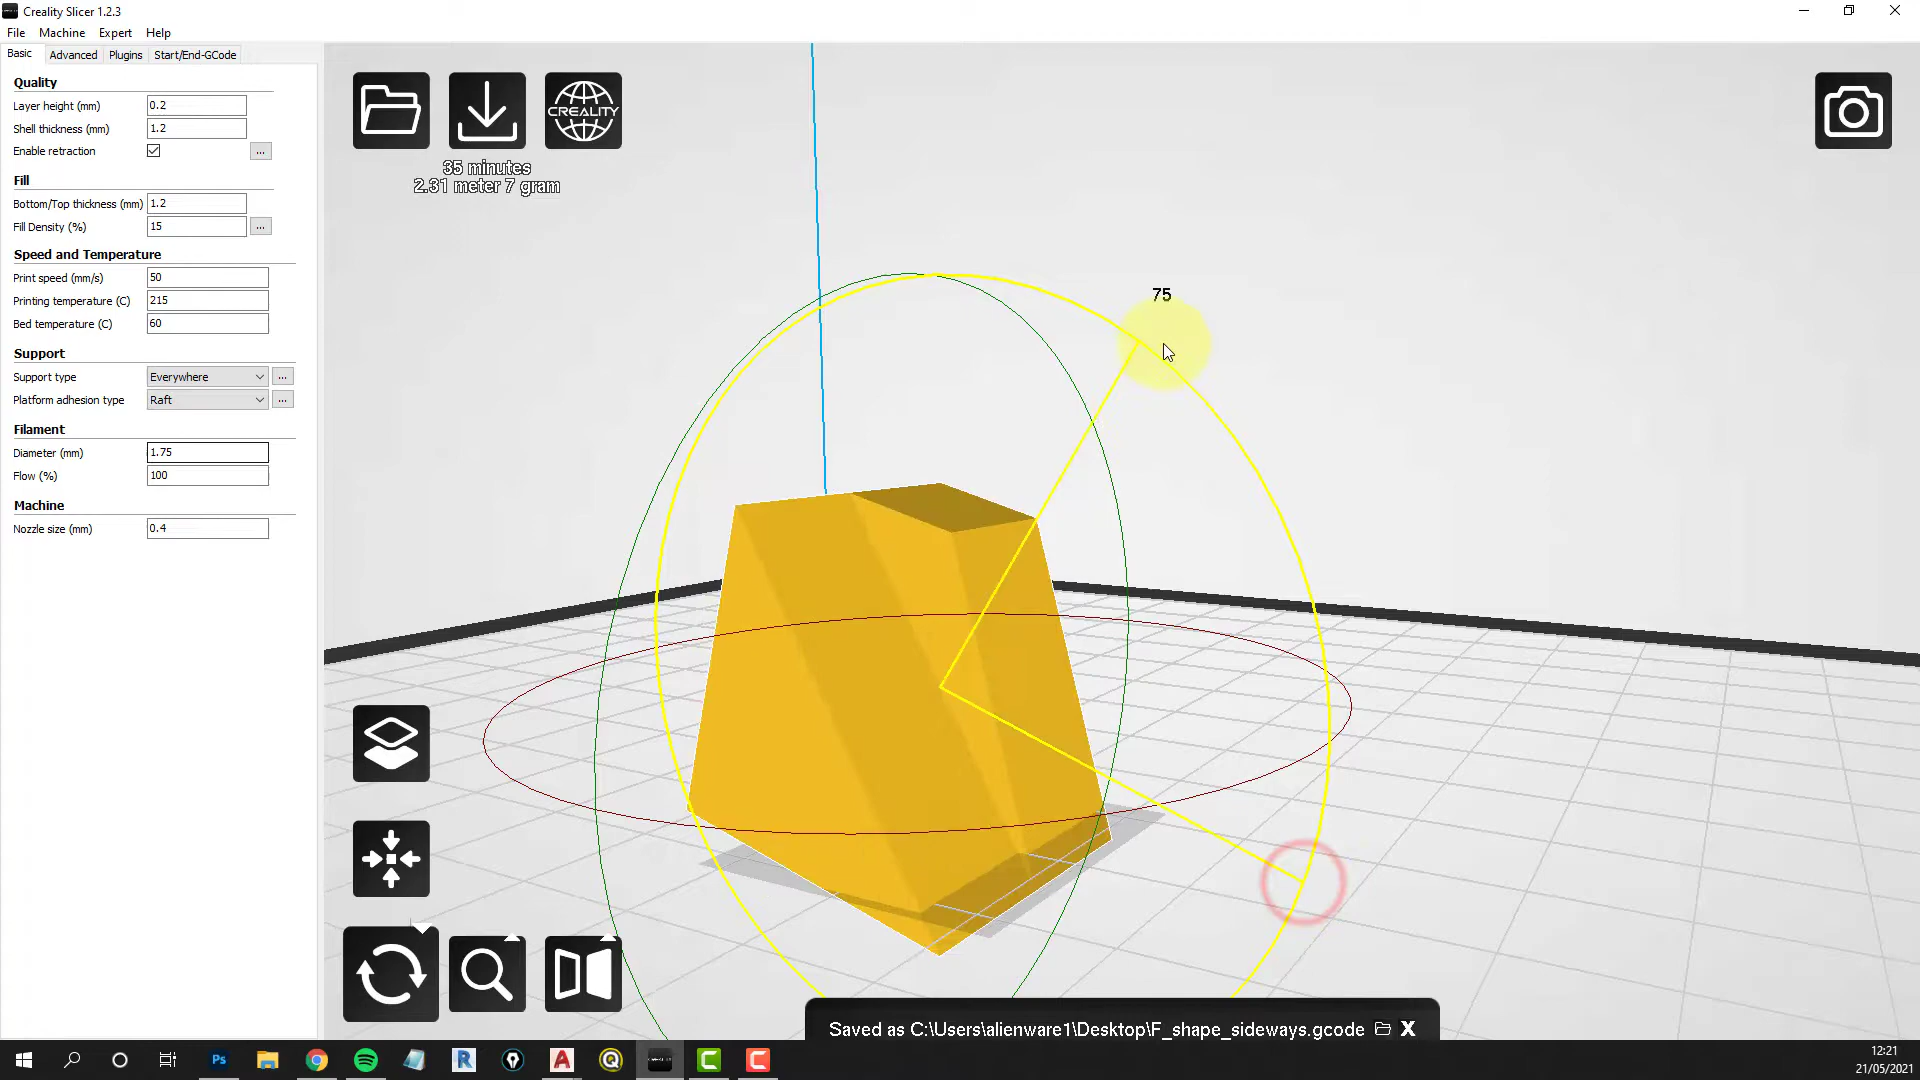 Creality Slicer 1.2.3
File Machine Expert Help
Basic Advanced Plugins Start/End-GCode
Quality
Layer height (mm) 0.2
Shell thickness (mm) 1.2
Enable retraction ...
Fill
Bottom/Top thickness (mm) 1.2
Fill Density (%) 15 ...
Speed and Temperature
Print speed (mm/s) 50
Printing temperature (C) 215
Bed temperature (C) 60
Support
Support type Everywhere ...
Platform adhesion type Raft ...
Filament
Diameter (mm) 1.75
Flow (%) 100
Machine
Nozzle size (mm) 0.4
CREALITY
35 minutes
2.31 meter 7 gram
75
Saved as C:\Users\alienware1\Desktop\F_shape_sideways.gcode X
Ps
R
A
Q
C
C
12:21
21/05/2021